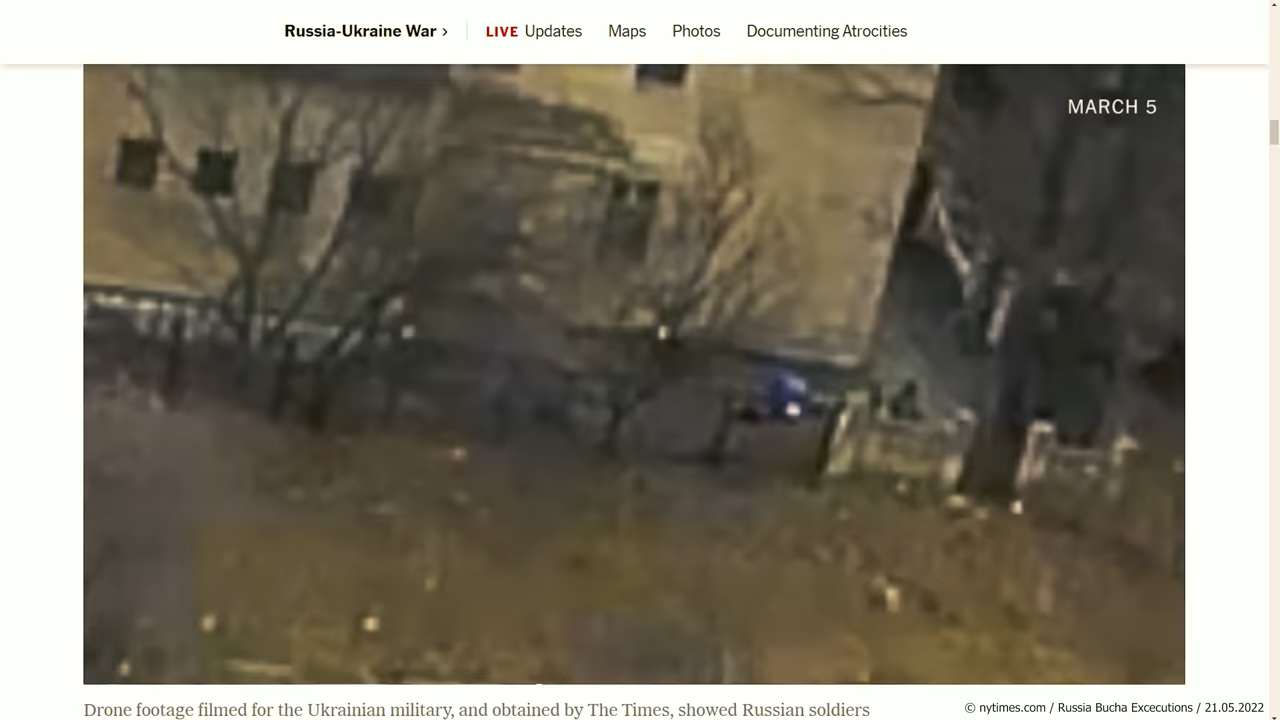 Russia-Ukraine War › LIVE Updates Maps Photos Documenting Atrocities
MARCH 5
Drone footage filmed for the Ukrainian military, and obtained by The Times, showed Russian soldiers
© nytimes.com / Russia Bucha Excecutions / 21.05.2022